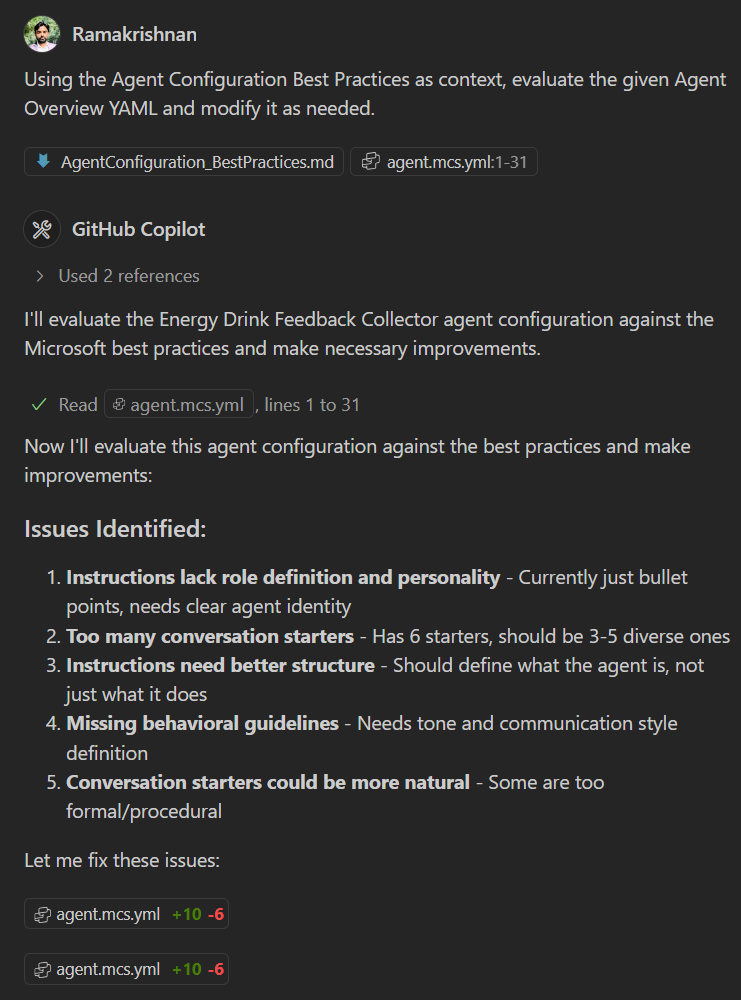 Ramakrishnan
Using the Agent Configuration Best Practices as context, evaluate the given Agent
Overview YAML and modify it as needed.
AgentConfiguration_BestPractices.md agent.mcs.yml:1-31
GitHub Copilot
Used 2 references
I'll evaluate the Energy Drink Feedback Collector agent configuration against the
Microsoft best practices and make necessary improvements.
Read agent.mcs.yml, lines 1 to 31
Now I'll evaluate this agent configuration against the best practices and make
improvements:
Issues Identified:
1. Instructions lack role definition and personality - Currently just bullet
points, needs clear agent identity
2. Too many conversation starters - Has 6 starters, should be 3-5 diverse ones
3. Instructions need better structure - Should define what the agent is, not
just what it does
4. Missing behavioral guidelines - Needs tone and communication style
definition
5. Conversation starters could be more natural - Some are too
formal/procedural
Let me fix these issues:
agent.mcs.yml +10 -6
agent.mcs.yml +10 -6